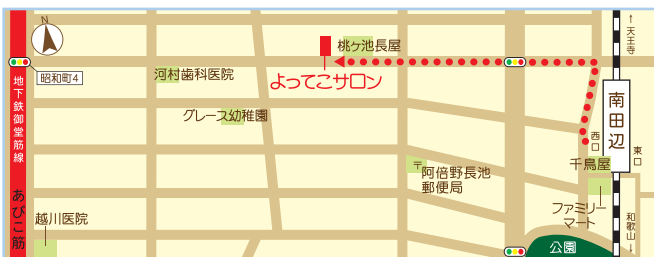 N
昭和町4
地下鉄御堂筋線
あびこ筋
河村歯科医院
桃ケ池長屋
よってこサロン
グレース幼稚園
越川医院
〒
阿倍野長池
郵便局
↑天王寺
南田辺
西口
東口
千鳥屋
ファミリー
マート
和歌山↓
公園